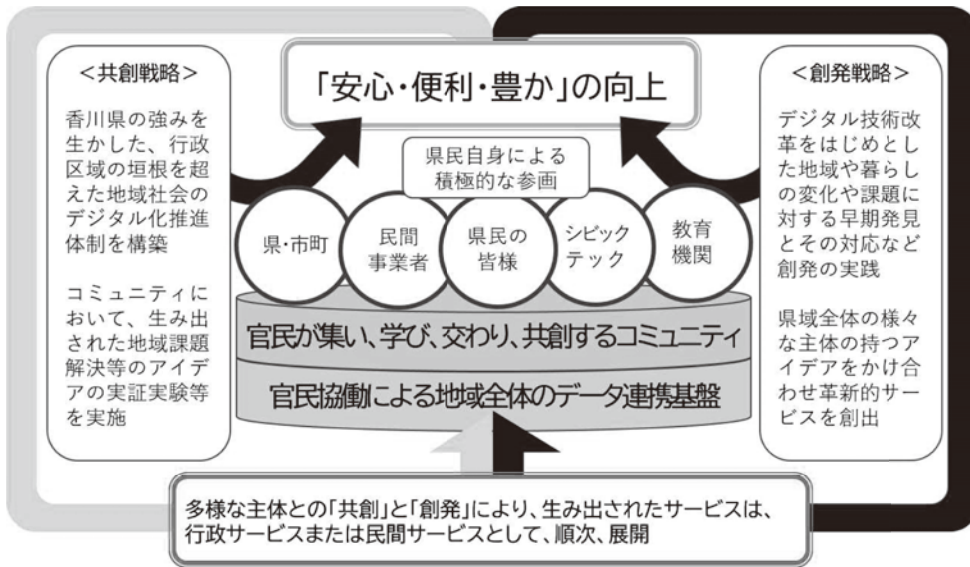 <共創戦略>
香川県の強みを
生かした、行政
区域の垣根を超
えた地域社会の
デジタル化推進
体制を構築
コミュニティに
おいて、生み出
された地域課題
解決等のアイデ
アの実証実験等
を実施
「安心・便利・豊か」の向上
県民自身による
積極的な参画
県・市町
民間
事業者
県民の
皆様
シビック
テック
教育
機関
官民が集い、学び、交わり、共創するコミュニティ
官民協働による地域全体のデータ連携基盤
<創発戦略>
デジタル技術改
革をはじめとし
た地域や暮らし
の変化や課題に
対する早期発見
とその対応など
創発の実践
県域全体の様々
な主体の持つア
イデアをかけ合
わせ革新的サー
ビスを創出
多様な主体との「共創」と「創発」により、生み出されたサービスは、
行政サービスまたは民間サービスとして、順次、展開